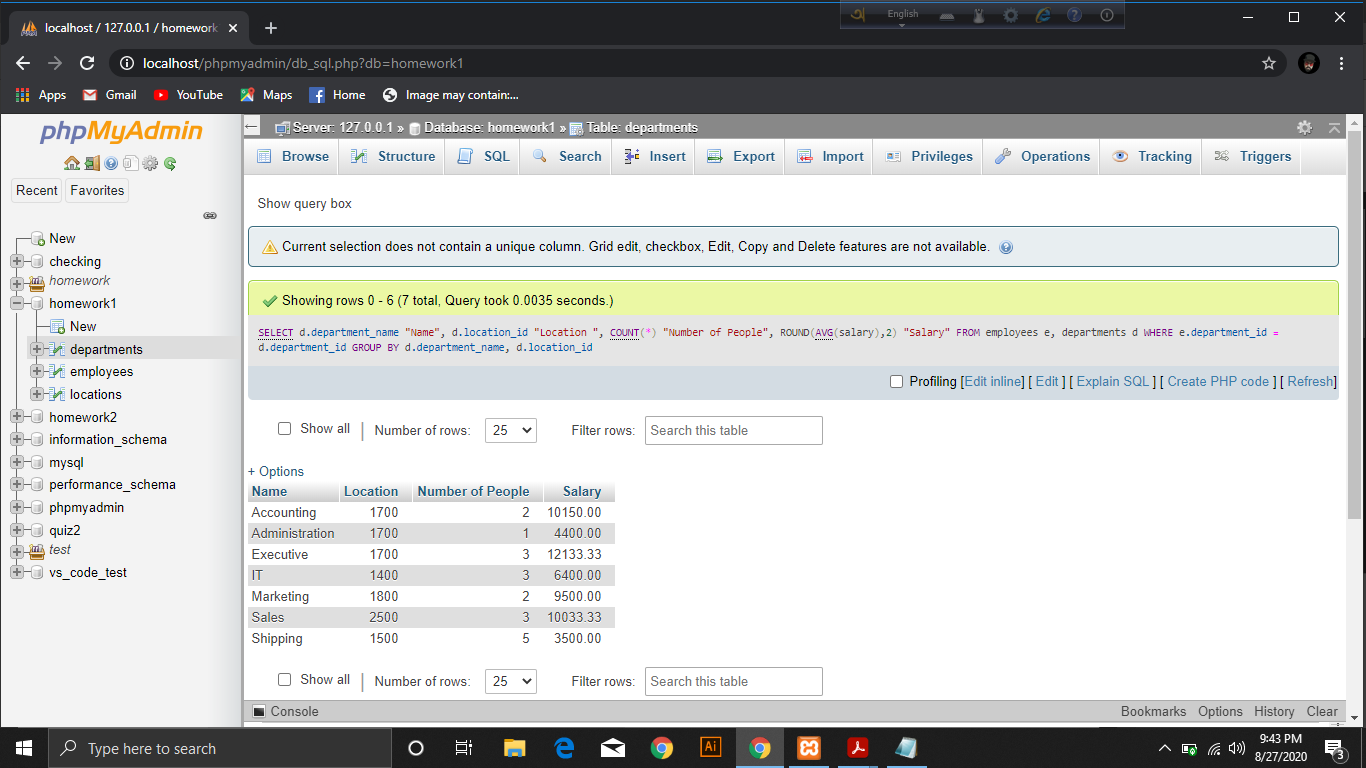 English
localhost / 127.0.0.1 / homework
localhost/phpmyadmin/db_sql.php?db=homework1
Apps Gmail YouTube Maps Home Image may contain:...
phpMyAdmin
Recent Favorites
New
checking
homework
homework1
New
departments
employees
locations
homework2
information_schema
mysql
performance_schema
phpmyadmin
quiz2
test
vs_code_test
Server: 127.0.0.1 » Database: homework1 » Table: departments
Browse Structure SQL Search Insert Export Import Privileges Operations Tracking Triggers
Show query box
Current selection does not contain a unique column. Grid edit, checkbox, Edit, Copy and Delete features are not available.
Showing rows 0 - 6 (7 total, Query took 0.0035 seconds.)
SELECT d.department_name "Name", d.location_id "Location ", COUNT(*) "Number of People", ROUND(AVG(salary),2) "Salary" FROM employees e, departments d WHERE e.department_id =
d.department_id GROUP BY d.department_name, d.location_id
Profiling [Edit inline] [ Edit ] [ Explain SQL ] [ Create PHP code ] [ Refresh]
Show all | Number of rows: 25 Filter rows: Search this table
+ Options
Name Location Number of People Salary
Accounting 1700 2 10150.00
Administration 1700 1 4400.00
Executive 1700 3 12133.33
IT 1400 3 6400.00
Marketing 1800 2 9500.00
Sales 2500 3 10033.33
Shipping 1500 5 3500.00
Show all | Number of rows: 25 Filter rows: Search this table
Console Bookmarks Options History Clear
Type here to search
Ai
9:43 PM
8/27/2020
3